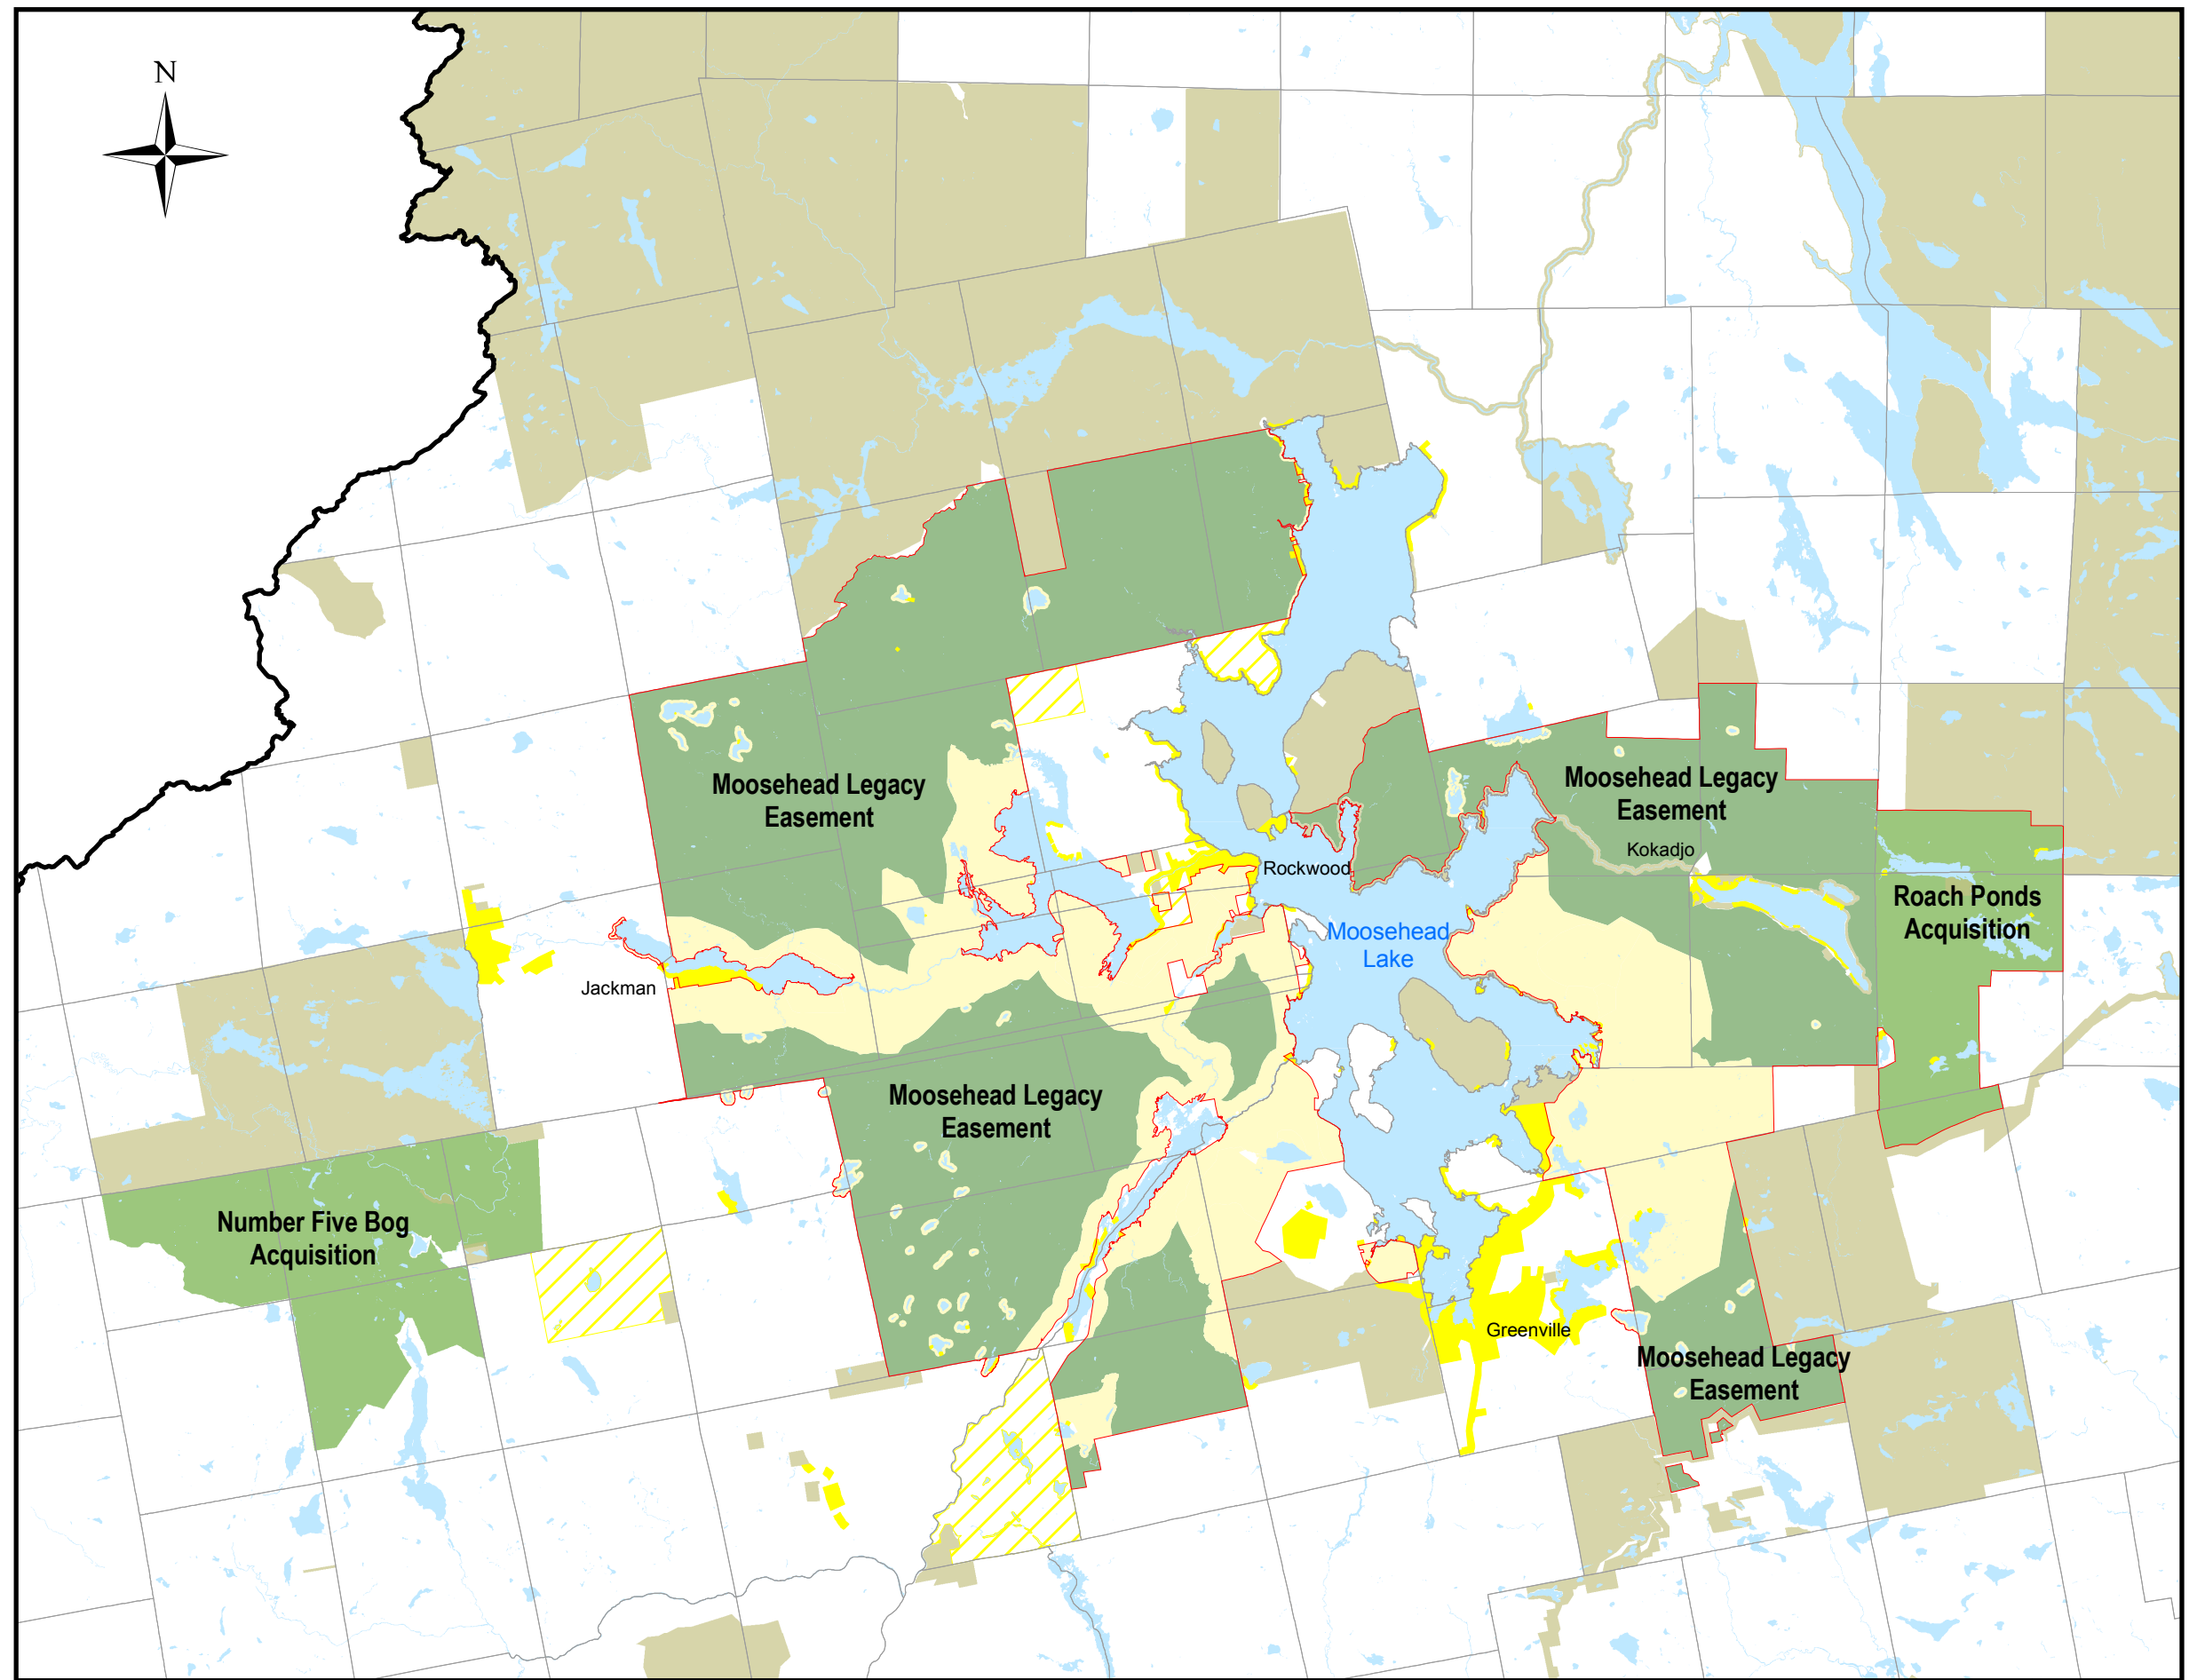 N
Moosehead Legacy
Easement
Moosehead Legacy
Easement
Kokadjo
Rockwood
Roach Ponds
Acquisition
Moosehead
Lake
Jackman
Moosehead Legacy
Easement
Number Five Bog
Acquisition
Greenville
Moosehead Legacy
Easement